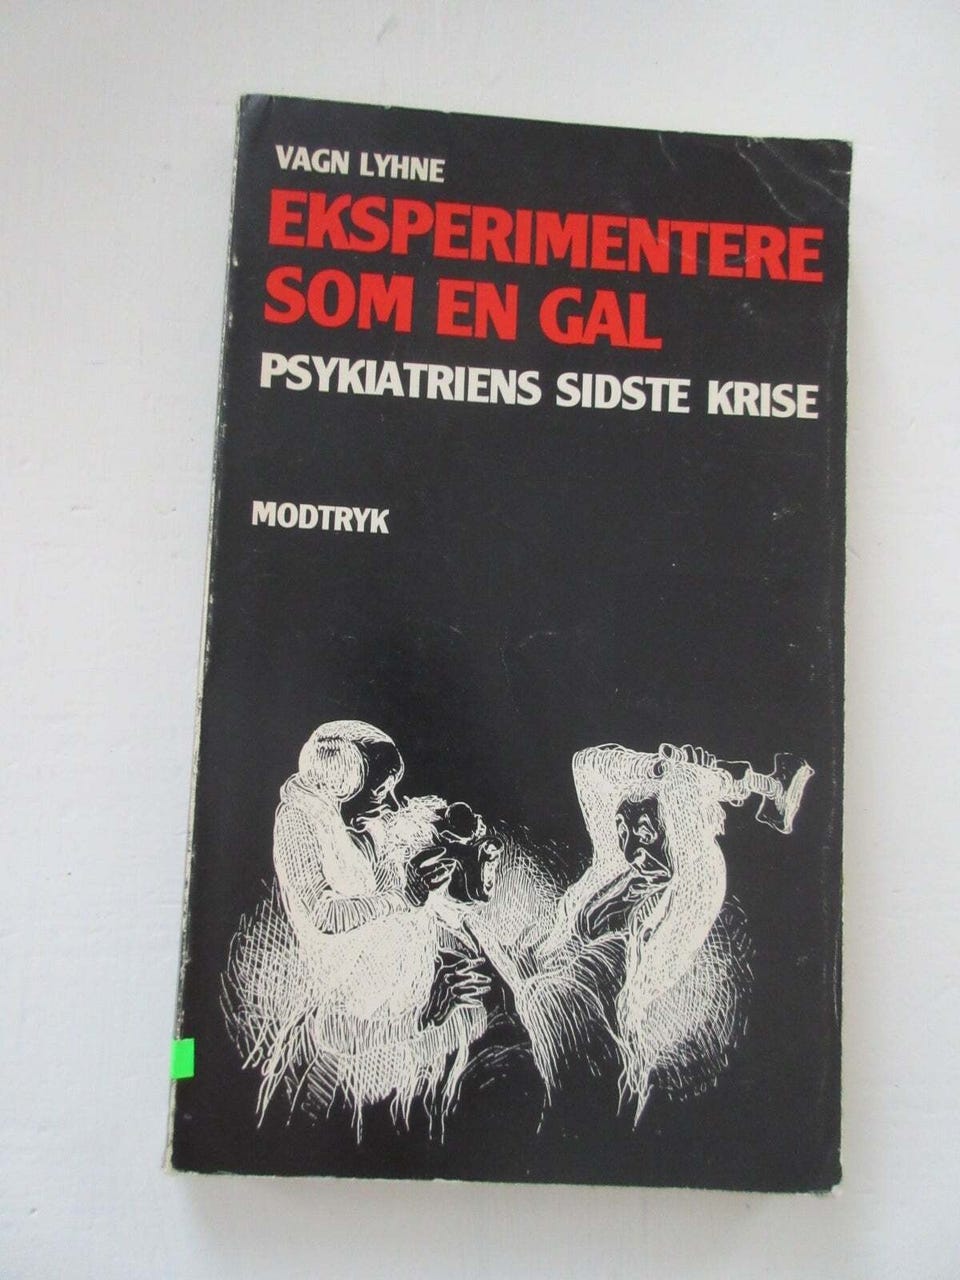 VAGN LYHNE
EKSPERIMENTERE
SOM EN GAL
PSYKIATRIENS SIDSTE KRISE
MODTRYK